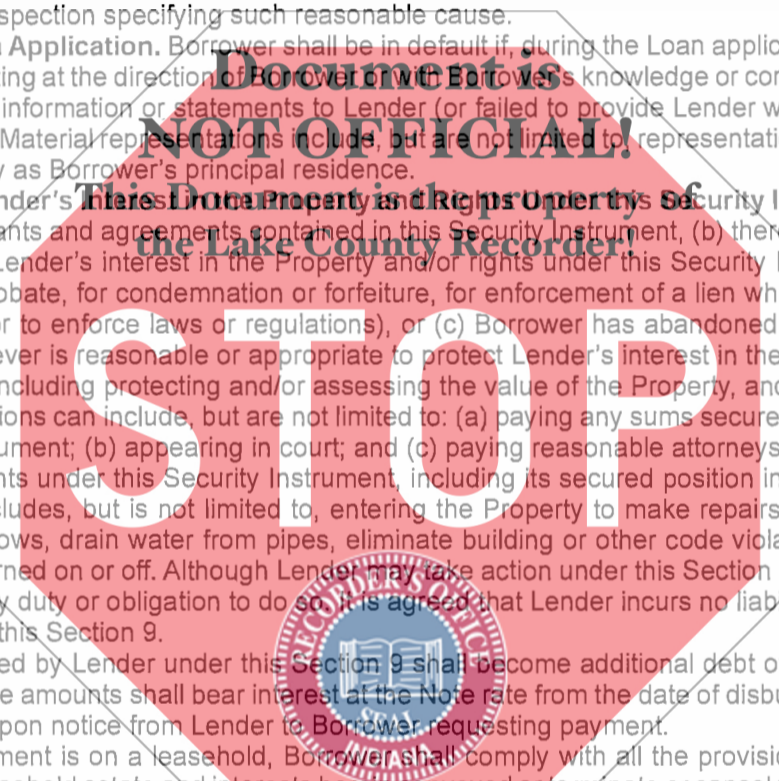 spection specifying such reasonable cause.
Application. Borrower shall be in default if, during the Loan applic
ting at the direction of Borrower or with Borrower's knowledge or con
information or statements to Lender (or failed to provide Lender w
Material representations include, but are not limited to, representati
y as Borrower's principal residence.
nder's Interest in the Property and Rights Under this Security I
ants and agreements contained in this Security Instrument, (b) ther
Lender's interest in the Property and/or rights under this Security
obate, for condemnation or forfeiture, for enforcement of a lien wh
r to enforce laws or regulations), or (c) Borrower has abandoned
ever is reasonable or appropriate to protect Lender's interest in the
ncluding protecting and/or assessing the value of the Property, and
ions can include, but are not limited to: (a) paying any sums secure
ument; (b) appearing in court; and (c) paying reasonable attorneys
nts under this Security Instrument, including its secured position in
cludes, but is not limited to, entering the Property to make repairs
ows, drain water from pipes, eliminate building or other code viola
rned on or off. Although Lender may take action under this Section
y duty or obligation to do so. It is agreed that Lender incurs no liab
this Section 9.
ed by Lender under this Section 9 shall become additional debt o
e amounts shall bear interest at the Note rate from the date of disb
pon notice from Lender to Borrower requesting payment.
ment is on a leasehold, Borrower shall comply with all the provisi
Document is
NOT OFFICIAL!
This Document is the property of
the Lake County Recorder!
STOP
RECORDER'S OFFICE
SEAL
INDIANA